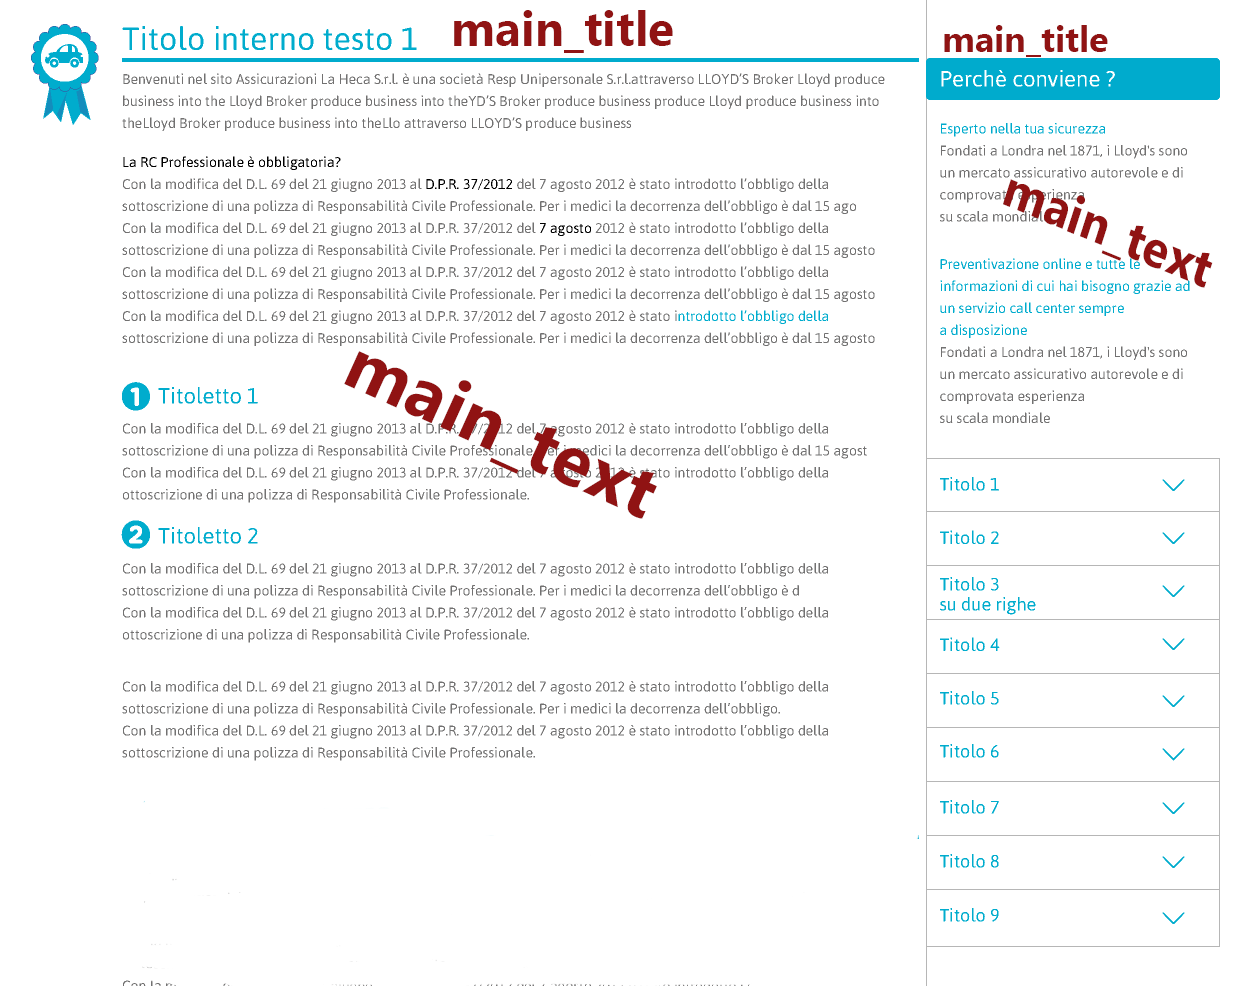 Titolo interno testo 1
main_title
Benvenuti nel sito Assicurazioni La Heca S.r.l. è una società Resp Unipersonale S.r.l.attraverso LLOYD'S Broker Lloyd produce
business into the Lloyd Broker produce business into theYD'S Broker produce business produce Lloyd produce business into
theLloyd Broker produce business into theLlo attraverso LLOYD'S produce business
La RC Professionale è obbligatoria?
Con la modifica del D.L. 69 del 21 giugno 2013 al D.P.R. 37/2012 del 7 agosto 2012 è stato introdotto l'obbligo della
sottoscrizione di una polizza di Responsabilità Civile Professionale. Per i medici la decorrenza dell'obbligo è dal 15 ago
Con la modifica del D.L. 69 del 21 giugno 2013 al D.P.R. 37/2012 del 7 agosto 2012 è stato introdotto l'obbligo della
sottoscrizione di una polizza di Responsabilità Civile Professionale. Per i medici la decorrenza dell'obbligo è dal 15 agosto
Con la modifica del D.L. 69 del 21 giugno 2013 al D.P.R. 37/2012 del 7 agosto 2012 è stato introdotto l'obbligo della
sottoscrizione di una polizza di Responsabilità Civile Professionale. Per i medici la decorrenza dell'obbligo è dal 15 agosto
Con la modifica del D.L. 69 del 21 giugno 2013 al D.P.R. 37/2012 del 7 agosto 2012 è stato introdotto l'obbligo della
sottoscrizione di una polizza di Responsabilità Civile Professionale. Per i medici la decorrenza dell'obbligo è dal 15 agosto
main_text
1 Titoletto 1
Con la modifica del D.L. 69 del 21 giugno 2013 al D.P.R. 37/2012 del 7 agosto 2012 è stato introdotto l'obbligo della
sottoscrizione di una polizza di Responsabilità Civile Professionale. Per i medici la decorrenza dell'obbligo è dal 15 agost
Con la modifica del D.L. 69 del 21 giugno 2013 al D.P.R. 37/2012 del 7 agosto 2012 è stato introdotto l'obbligo della
ottoscrizione di una polizza di Responsabilità Civile Professionale.
2 Titoletto 2
Con la modifica del D.L. 69 del 21 giugno 2013 al D.P.R. 37/2012 del 7 agosto 2012 è stato introdotto l'obbligo della
sottoscrizione di una polizza di Responsabilità Civile Professionale. Per i medici la decorrenza dell'obbligo è d
Con la modifica del D.L. 69 del 21 giugno 2013 al D.P.R. 37/2012 del 7 agosto 2012 è stato introdotto l'obbligo della
ottoscrizione di una polizza di Responsabilità Civile Professionale.
Con la modifica del D.L. 69 del 21 giugno 2013 al D.P.R. 37/2012 del 7 agosto 2012 è stato introdotto l'obbligo della
sottoscrizione di una polizza di Responsabilità Civile Professionale. Per i medici la decorrenza dell'obbligo.
Con la modifica del D.L. 69 del 21 giugno 2013 al D.P.R. 37/2012 del 7 agosto 2012 è stato introdotto l'obbligo della
sottoscrizione di una polizza di Responsabilità Civile Professionale.
main_title
Perchè conviene ?
Esperto nella tua sicurezza
Fondati a Londra nel 1871, i Lloyd's sono
un mercato assicurativo autorevole e di
comprovata esperienza
su scala mondiale
main_text
Preventivazione online e tutte le
informazioni di cui hai bisogno grazie ad
un servizio call center sempre
a disposizione
Fondati a Londra nel 1871, i Lloyd's sono
un mercato assicurativo autorevole e di
comprovata esperienza
su scala mondiale
Titolo 1
Titolo 2
Titolo 3
su due righe
Titolo 4
Titolo 5
Titolo 6
Titolo 7
Titolo 8
Titolo 9